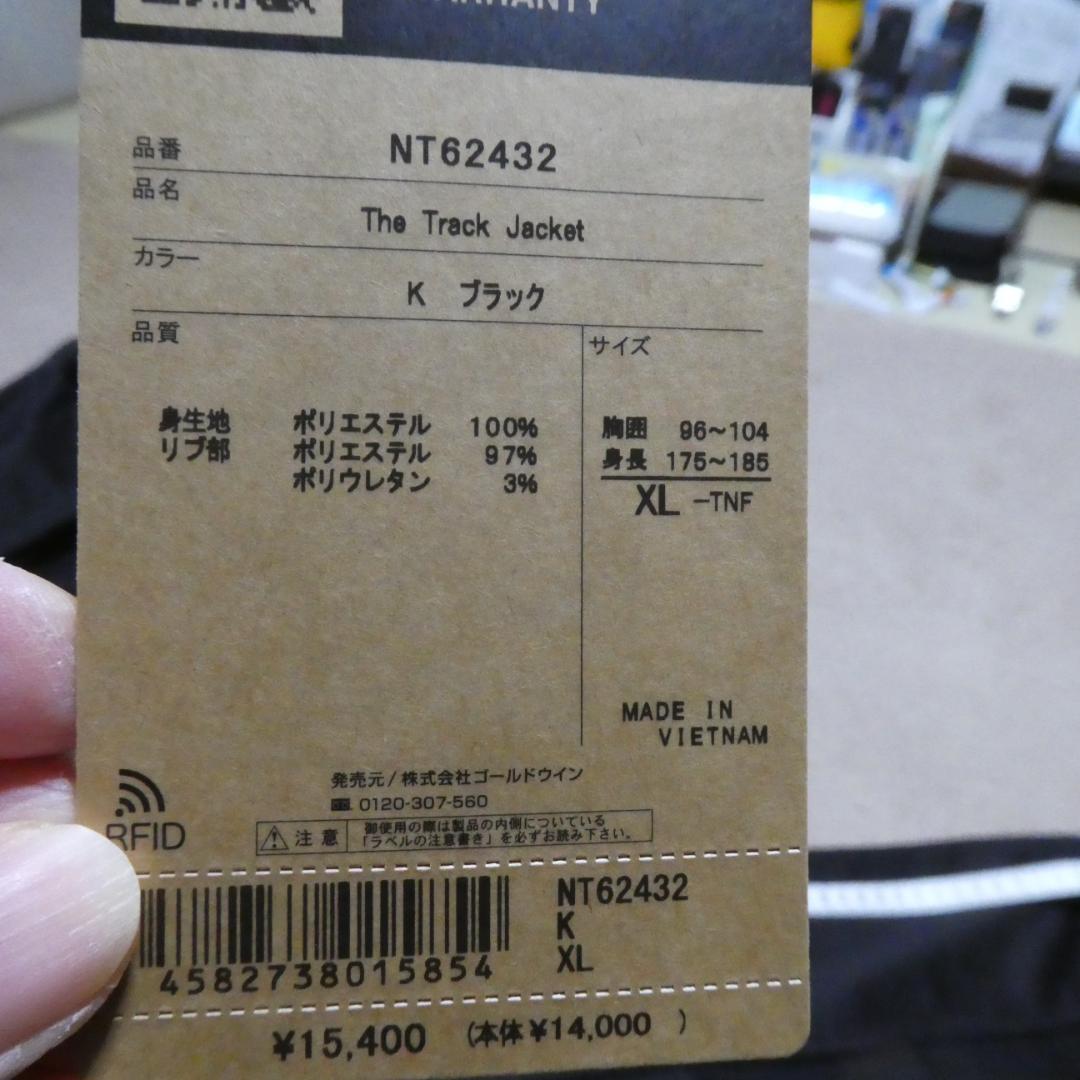 WARRANTY
品番 NT62432
品名
The Track Jacket
カラー
K ブラック
品質
サイズ
身生地 ポリエステル 100%
リブ部 ポリエステル 97%
ポリウレタン 3%
胸囲 96~104
身長 175~185
XL -TNF
MADE IN
VIETNAM
発売元/株式会社ゴールドウイン
0120-307-560
RFID
注意
御使用の際は製品の内側についている
「ラベルの注意書き」を必ずお読み下さい。
4582738015854
NT62432
K
XL
¥15,400 (本体¥14,000 )